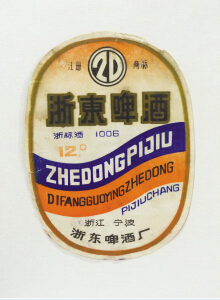 注册 ZD 商标
浙東啤酒
浙标酒 1006
12°
ZHEDONGPIJIU
DIFANGGUOYINGZHEDONG
PIJIUCHANG
浙江 宁波
浙东啤酒厂